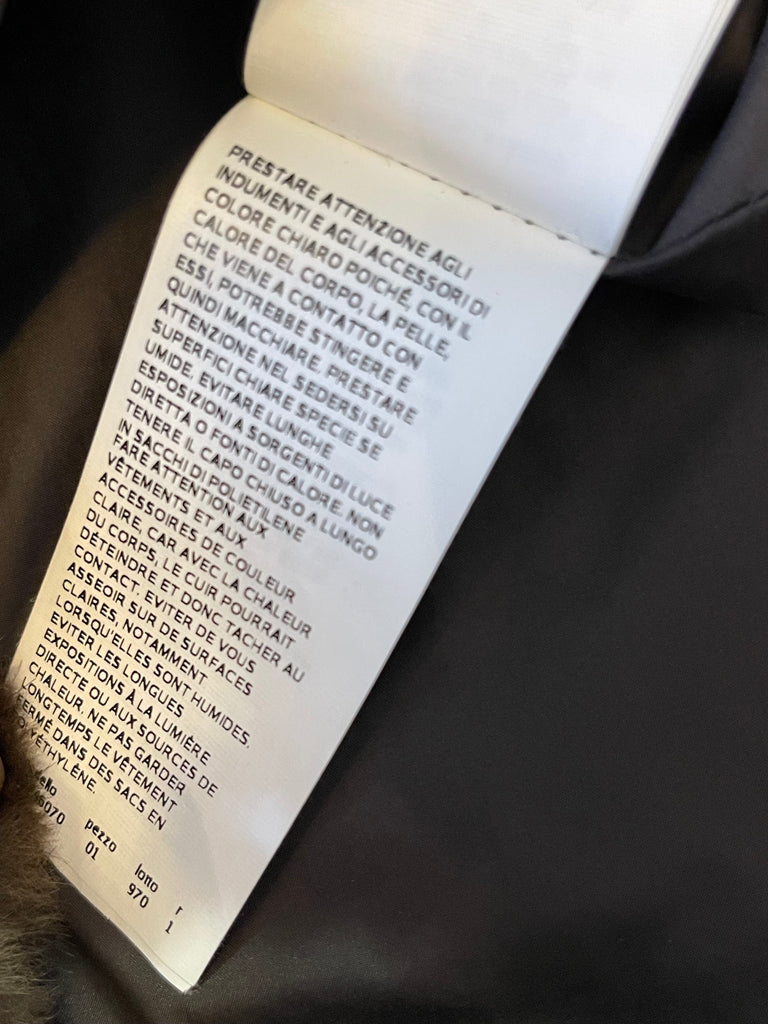 PRESTARE ATTENZIONE AGLI
INDUMENTI E AGLI ACCESSORI DI
COLORE CHIARO POICHÉ, CON IL
CALORE DEL CORPO, LA PELLE,
CHE VIENE A CONTATTO CON
ESSI, POTREBBE STINGERE E
QUINDI MACCHIARE. PRESTARE
ATTENZIONE NEL SEDERSI SU
SUPERFICI CHIARE SPECIE SE
UMIDE. EVITARE LUNGHE
ESPOSIZIONI A SORGENTI DI LUCE
DIRETTA O FONTI DI CALORE. NON
TENERE IL CAPO CHIUSO A LUNGO
IN SACCHI DI POLIETILENE
FARE ATTENTION AUX
VÊTEMENTS ET AUX
ACCESSOIRES DE COULEUR
CLAIRE, CAR AVEC LA CHALEUR
DU CORPS, LE CUIR POURRAIT
DÉTEINDRE ET DONC TACHER AU
CONTACT. EVITER DE VOUS
ASSEOIR SUR DE SURFACES
CLAIRES, NOTAMMENT
LORSQU'ELLES SONT HUMIDES.
EVITER LES LONGUES
EXPOSITIONS À LA LUMIÈRE
DIRECTE OU AUX SOURCES DE
CHALEUR. NE PAS GARDER
LONGTEMPS LE VÊTEMENT
FERMÉ DANS DES SACS EN
POLYÉTHYLÈNE.
pezzo lotto r
01 970 1